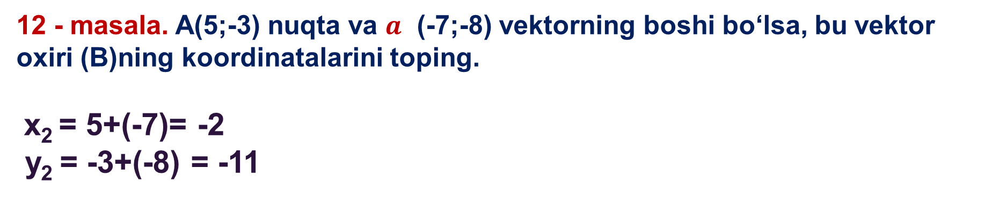 12 - masala. A(5;-3) nuqta va 𝒂 (-7;-8) vektorning boshi bo‘lsa, bu vektor
oxiri (B)ning koordinatalarini toping.
x₂ = 5+(-7)= -2
y₂ = -3+(-8) = -11